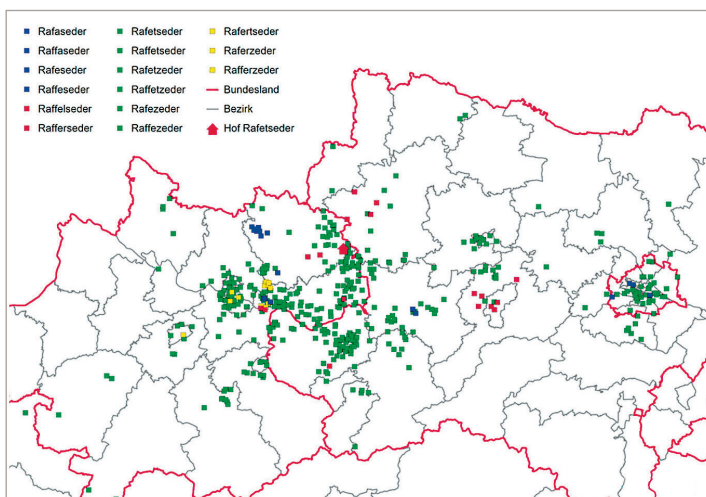 Rafaseder Rafetseder Rafertseder
Raffaseder Raffetseder Raferzeder
Rafeseder Rafetzeder Rafferzeder
Raffeseder Raffetzeder Bundesland
Raffelseder Rafezeder Bezirk
Rafferseder Raffezeder Hof Rafetseder